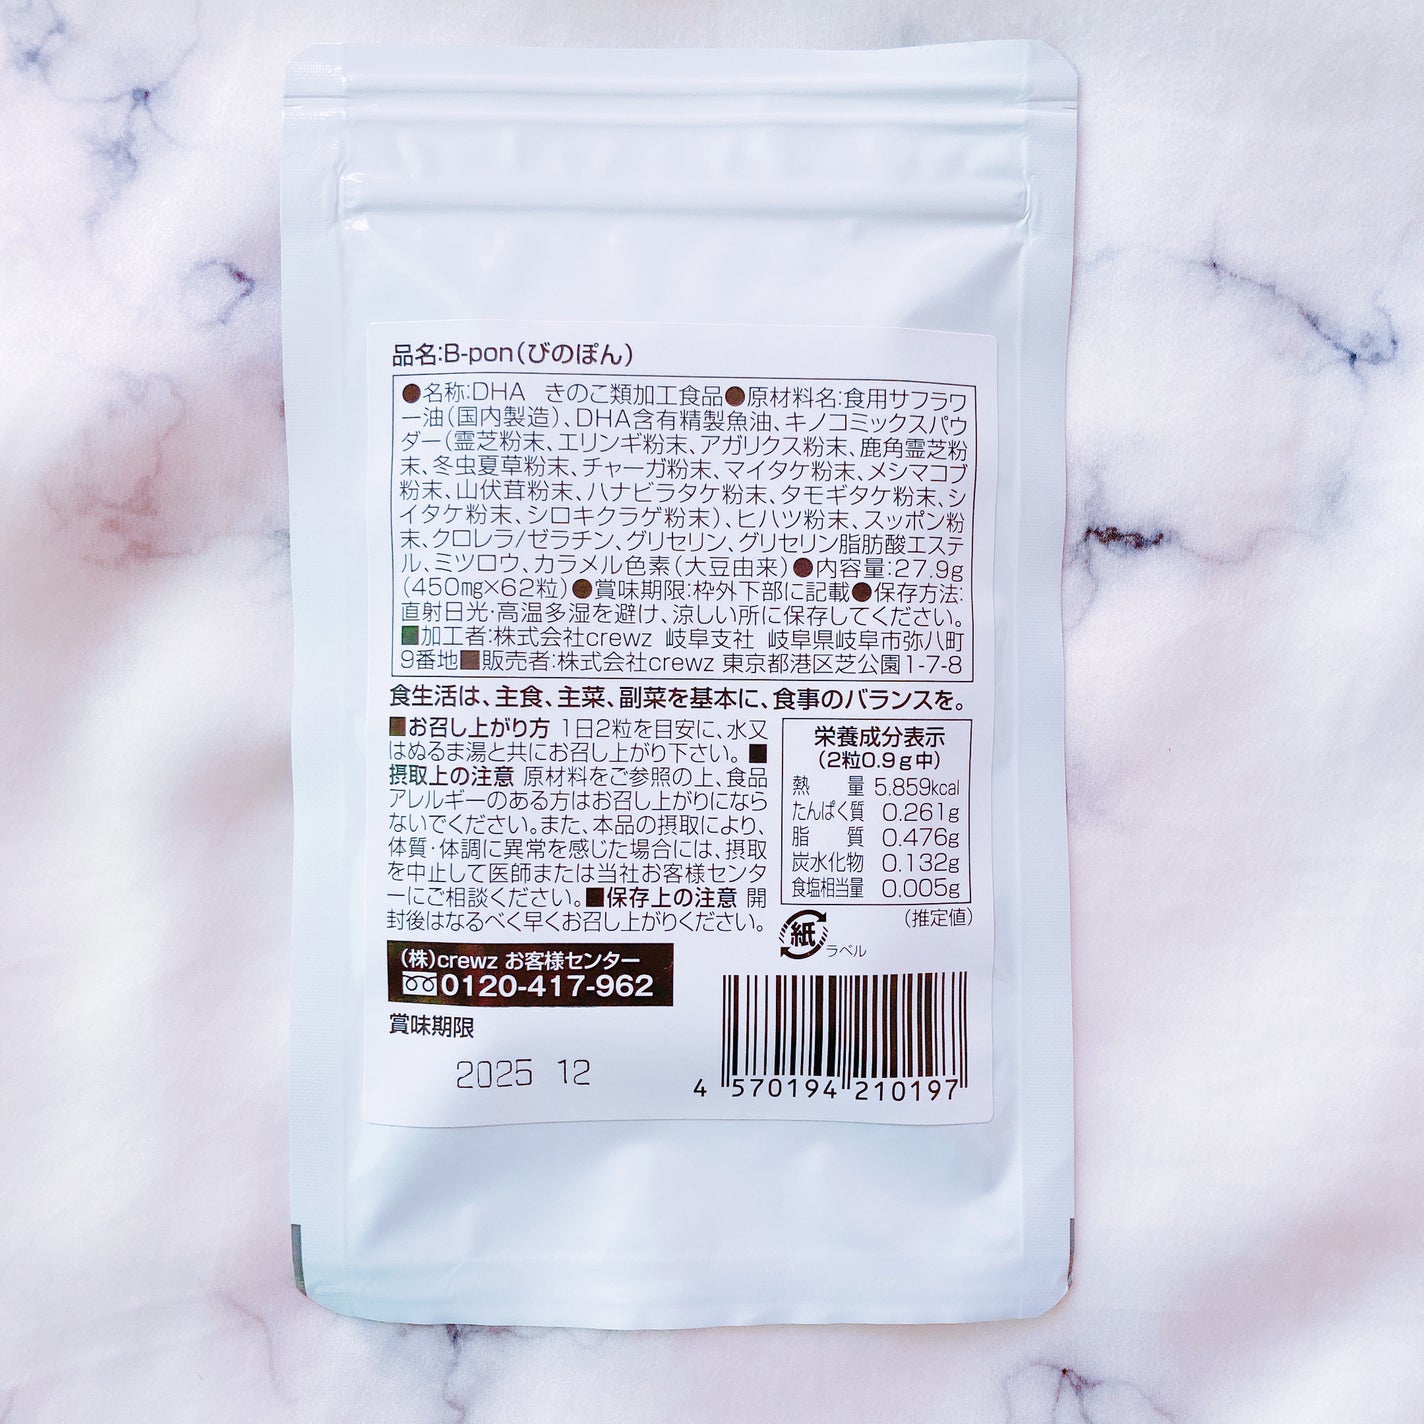 品名:B-pon(びのぽん)
●名称:DHA きのこ類加工食品●原材料名:食用サフラワ
ー油(国内製造)、DHA含有精製魚油、キノコミックスパウ
ダー(霊芝粉末、エリンギ粉末、アガリクス粉末、鹿角霊芝粉
末、冬虫夏草粉末、チャーガ粉末、マイタケ粉末、メシマコブ
粉末、山伏茸粉末、ハナビラタケ粉末、タモギタケ粉末、シ
イタケ粉末、シロキクラゲ粉末)、ヒハツ粉末、スッポン粉
末、クロレラ/ゼラチン、グリセリン、グリセリン脂肪酸エステ
ル、ミツロウ、カラメル色素(大豆由来)●内容量:27.9g
(450mg×62粒)●賞味期限:枠外下部に記載●保存方法:
直射日光・高温多湿を避け、涼しい所に保存してください。
■加工者:株式会社crewz 岐阜支社 岐阜県岐阜市弥八町
9番地■販売者:株式会社crewz 東京都港区芝公園1-7-8
食生活は、主食、主菜、副菜を基本に、食事のバランスを。
■お召し上がり方 1日2粒を目安に、水又
はぬるま湯と共にお召し上がり下さい。■
摂取上の注意 原材料をご参照の上、食品
アレルギーのある方はお召し上がりになら
ないでください。また、本品の摂取により、
体質・体調に異常を感じた場合には、摂取
を中止して医師または当社お客様センタ
ーにご相談ください。■保存上の注意 開
封後はなるべく早くお召し上がりください。
栄養成分表示
(2粒0.9g中)
熱量 5.859kcal
たんぱく質 0.261g
脂質 0.476g
炭水化物 0.132g
食塩相当量 0.005g
(推定値)
紙
ラベル
(株)crewz お客様センター
0120-417-962
賞味期限
2025 12
4 570194 210197